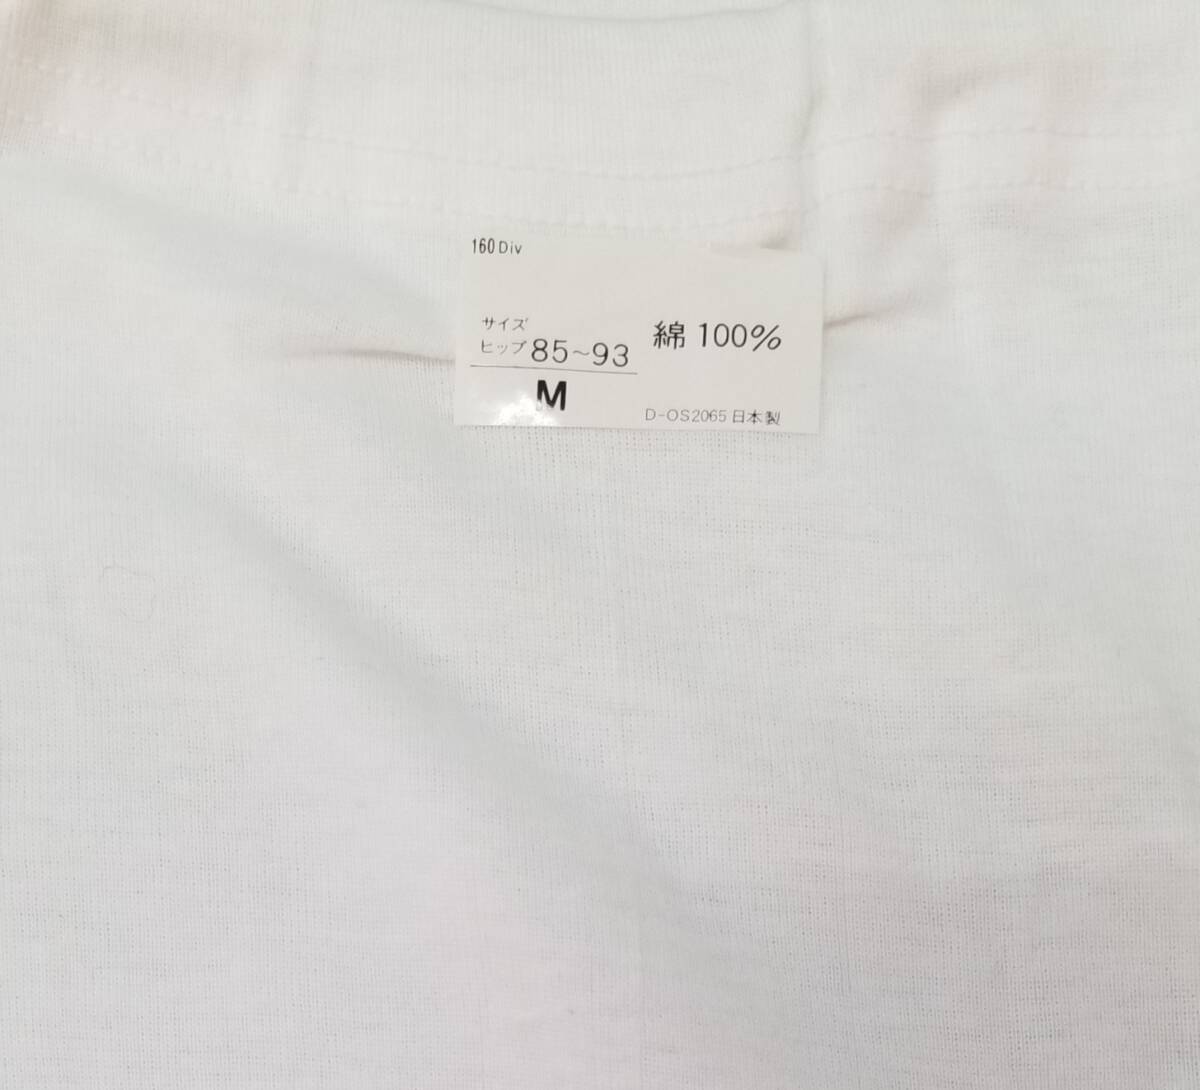 160 Div
サイズ
ヒップ 85~93
M
綿 100%
D-OS2065 日本製